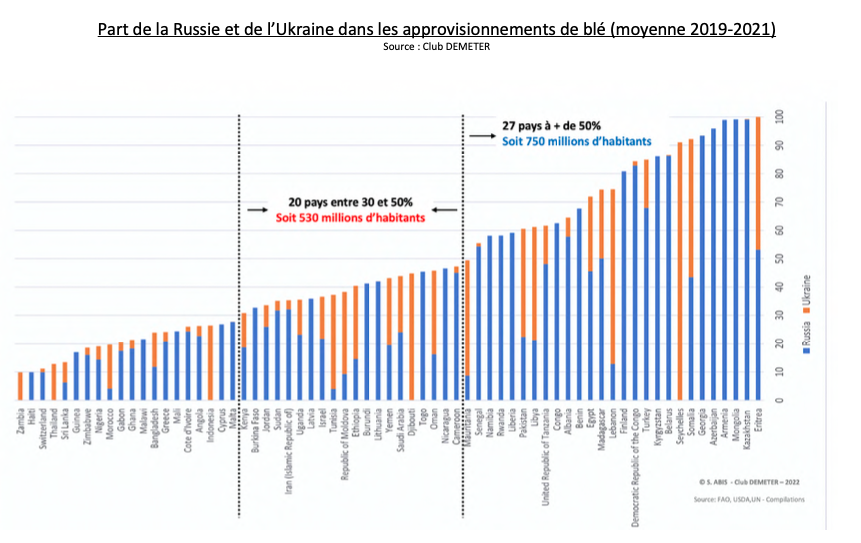 Part de la Russie et de l’Ukraine dans les approvisionnements de blé (moyenne 2019-2021)
Source : Club DEMETER
27 pays à + de 50%
Soit 750 millions d’habitants
20 pays entre 30 et 50%
Soit 530 millions d’habitants
100
90
80
70
60
50
40
30
20
10
0
Ukraine
Russia
Zambia
Haiti
Switzerland
Thailand
Sri Lanka
Guinea
Zimbabwe
Nigeria
Morocco
Gabon
Ghana
Malawi
Bangladesh
Greece
Mali
Cote d'Ivoire
Angola
Indonesia
Cyprus
Malta
Kenya
Burkina Faso
Jordan
Sudan
Iran (Islamic Republic of)
Uganda
Latvia
Israel
Tunisia
Republic of Moldova
Ethiopia
Burundi
Lithuania
Yemen
Saudi Arabia
Djibouti
Togo
Oman
Nicaragua
Cameroon
Mauritania
Senegal
Namibia
Rwanda
Liberia
Pakistan
Libya
United Republic of Tanzania
Congo
Albania
Benin
Egypt
Madagascar
Lebanon
Finland
Democratic Republic of the Congo
Turkey
Kyrgyzstan
Belarus
Seychelles
Somalia
Georgia
Azerbaijan
Armenia
Mongolia
Kazakhstan
Eritrea
© S. ABIS - Club DEMETER – 2022
Source: FAO, USDA,UN - Compilations